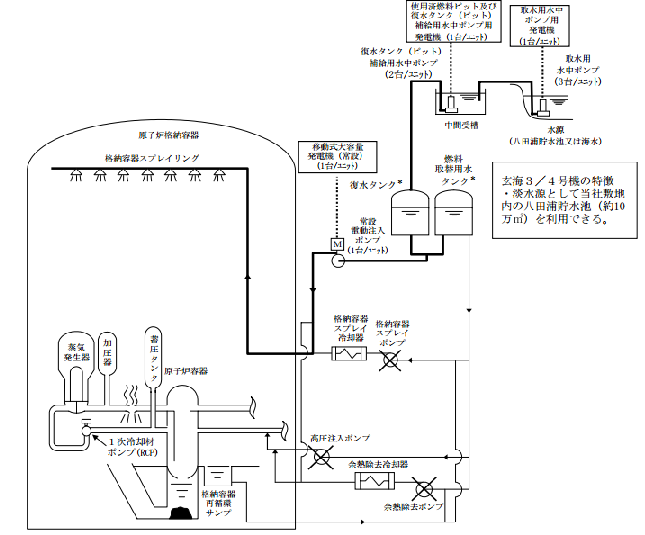 使用済燃料ピット及び
復水タンク（ピット）
補給用水中ポンプ用
発電機（1台/ユニット）
取水用水中
ポンプ用
発電機
（1台/ユニット）
復水タンク（ピット）
補給用水中ポンプ
（2台/ユニット）
取水用
水中ポンプ
（3台/ユニット）
中間受槽
水源
（八田浦貯水池又は海水）
原子炉格納容器
格納容器スプレイリング
移動式大容量
発電機（常設）
（1台/ユニット）
復水タンク*
燃料
取替用水
タンク*
玄海３／４号機の特徴
・淡水源として当社敷地
内の八田浦貯水池（約10
万㎥）を利用できる。
常設
電動注入
ポンプ
（1台/ユニット）
M
格納容器
スプレイ
冷却器
格納容器
スプレイ
ポンプ
蒸気
発生器
加圧器
蓄圧タンク
原子炉容器
１次冷却材
ポンプ(RCP)
高圧注入ポンプ
余熱除去冷却器
余熱除去ポンプ
格納容器
再循環
サンプ